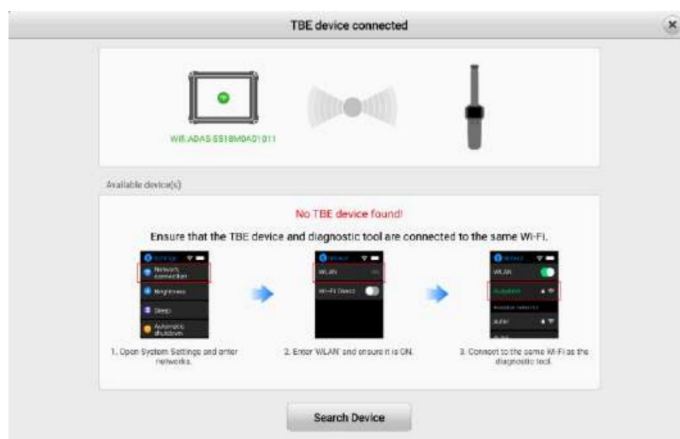 TBE device connected
Available device(s)
No TBE device found!
Ensure that the TBE device and diagnostic tool are connected to the same Wi-Fi.
Settings
Network
connection
Brightness
Sleep
Automatic
shutdown
WLAN
Wi-Fi Direct
WLAN
1. Open System Settings and enter
networks.
2. Enter 'WLAN' and ensure it is ON.
3. Connect to the same Wi-Fi as the
diagnostic tool.
Search Device